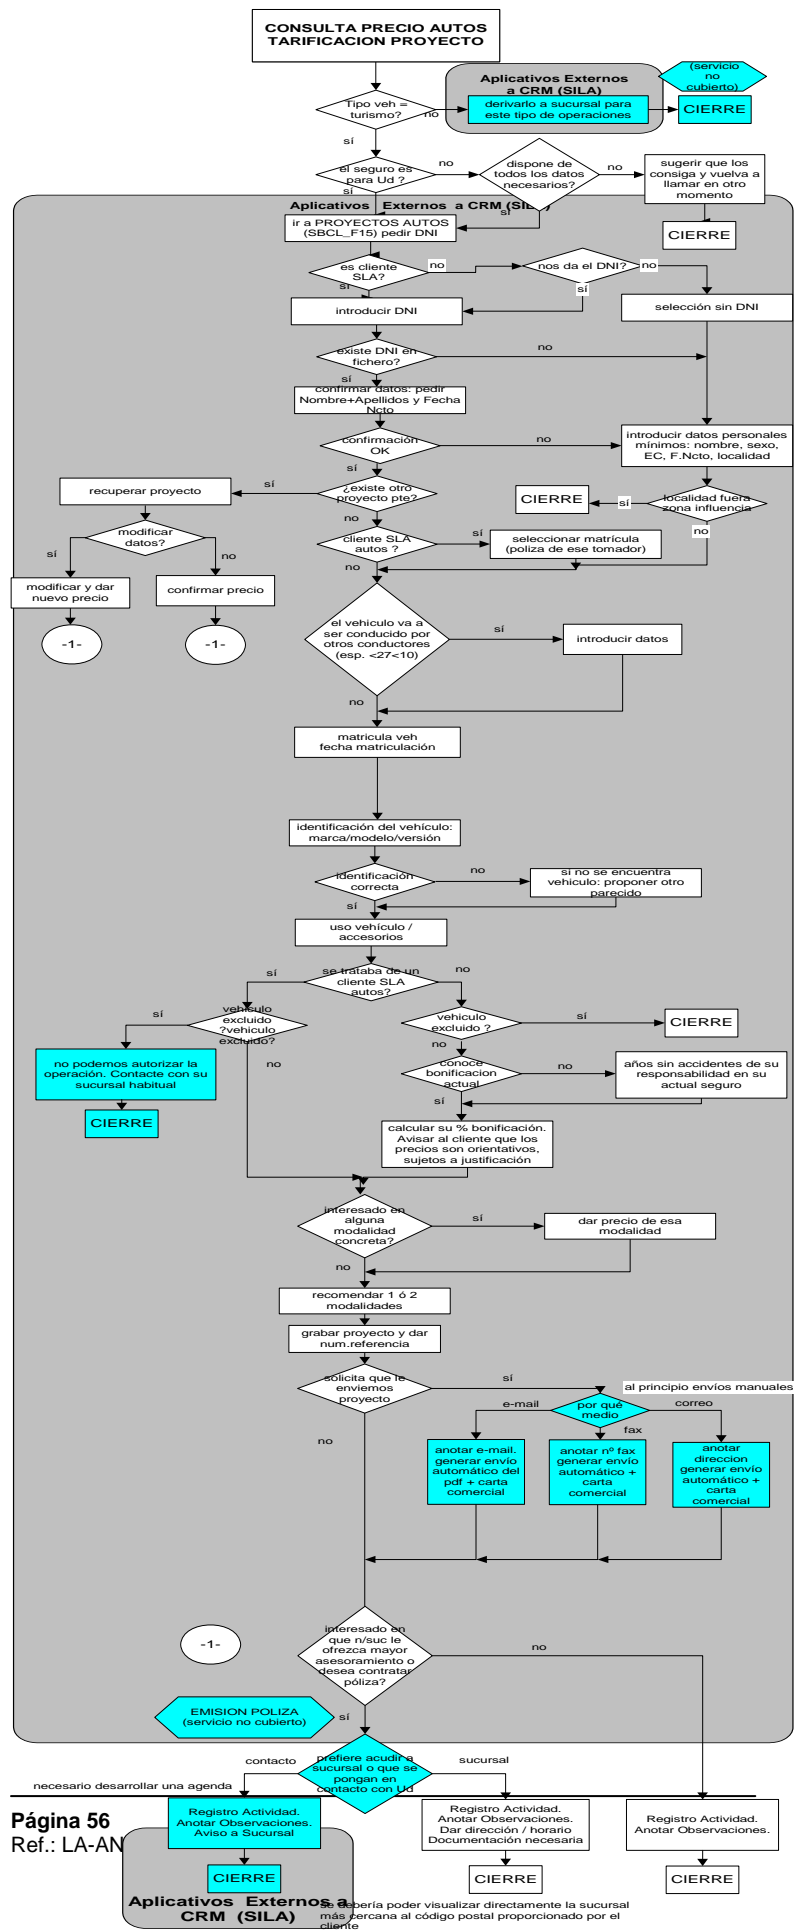 CONSULTA PRECIO AUTOS
TARIFICACION PROYECTO
Aplicativos Externos
a CRM (SILA)
(servicio
no
cubierto)
Tipo veh =
turismo?
no
derivarlo a sucursal para
este tipo de operaciones
CIERRE
sí
el seguro es
para Ud ?
no
dispone de
todos los datos
necesarios?
no
sugerir que los
consiga y vuelva a
llamar en otro
momento
sí
sí
CIERRE
Aplicativos Externos a CRM (SILA)
ir a PROYECTOS AUTOS
(SBCL_F15) pedir DNI
es cliente
SLA?
no
nos da el DNI?
no
sí
sí
introducir DNI
selección sin DNI
existe DNI en
fichero?
no
sí
confirmar datos: pedir
Nombre+Apellidos y Fecha
Ncto
confirmación
OK
no
introducir datos personales
mínimos: nombre, sexo,
EC, F.Ncto, localidad
sí
recuperar proyecto
sí
¿existe otro
proyecto pte?
CIERRE
sí
localidad fuera
zona influencia
no
no
modificar
datos?
sí
no
cliente SLA
autos ?
sí
seleccionar matrícula
(poliza de ese tomador)
no
modificar y dar
nuevo precio
confirmar precio
-1-
-1-
el vehiculo va a
ser conducido por
otros conductores
(esp. <27<10)
sí
introducir datos
no
matricula veh
fecha matriculación
identificación del vehículo:
marca/modelo/versión
identificación
correcta
no
si no se encuentra
vehiculo: proponer otro
parecido
sí
uso vehículo /
accesorios
sí
se trataba de un
cliente SLA
autos?
no
sí
vehiculo
excluido
?vehiculo
excluido?
vehiculo
excluido ?
sí
CIERRE
no
no
no podemos autorizar la
operación. Contacte con su
sucursal habitual
CIERRE
conoce
bonificacion
actual
no
años sin accidentes de su
responsabilidad en su
actual seguro
sí
calcular su % bonificación.
Avisar al cliente que los
precios son orientativos,
sujetos a justificación
interesado en
alguna
modalidad
concreta?
sí
dar precio de esa
modalidad
no
recomendar 1 ó 2
modalidades
grabar proyecto y dar
num.referencia
solicita que le
enviemos
proyecto
sí
al principio envíos manuales
no
e-mail
por qué
medio
correo
fax
anotar e-mail.
generar envío
automático del
pdf + carta
comercial
anotar nº fax
generar envío
automático +
carta
comercial
anotar
direccion
generar envío
automático +
carta
comercial
-1-
interesado en
que n/suc le
ofrezca mayor
asesoramiento o
desea contratar
póliza?
no
EMISION POLIZA
(servicio no cubierto)
sí
contacto
prefiere acudir a
sucursal o que se
pongan en
contacto con Ud
sucursal
necesario desarrollar una agenda
Página 56
Ref.: LA-AN
Registro Actividad.
Anotar Observaciones.
Aviso a Sucursal
Registro Actividad.
Anotar Observaciones.
Dar dirección / horario
Documentación necesaria
Registro Actividad.
Anotar Observaciones.
CIERRE
CIERRE
CIERRE
Aplicativos Externos a
CRM (SILA)
se debería poder visualizar directamente la sucursal
más cercana al código postal proporcionado por el
cliente